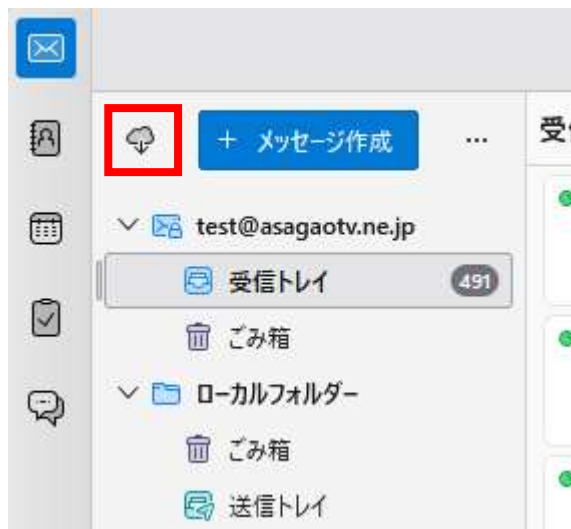 + メッセージ作成 ...
受
test@asagaotv.ne.jp
受信トレイ 491
ごみ箱
ローカルフォルダー
ごみ箱
送信トレイ